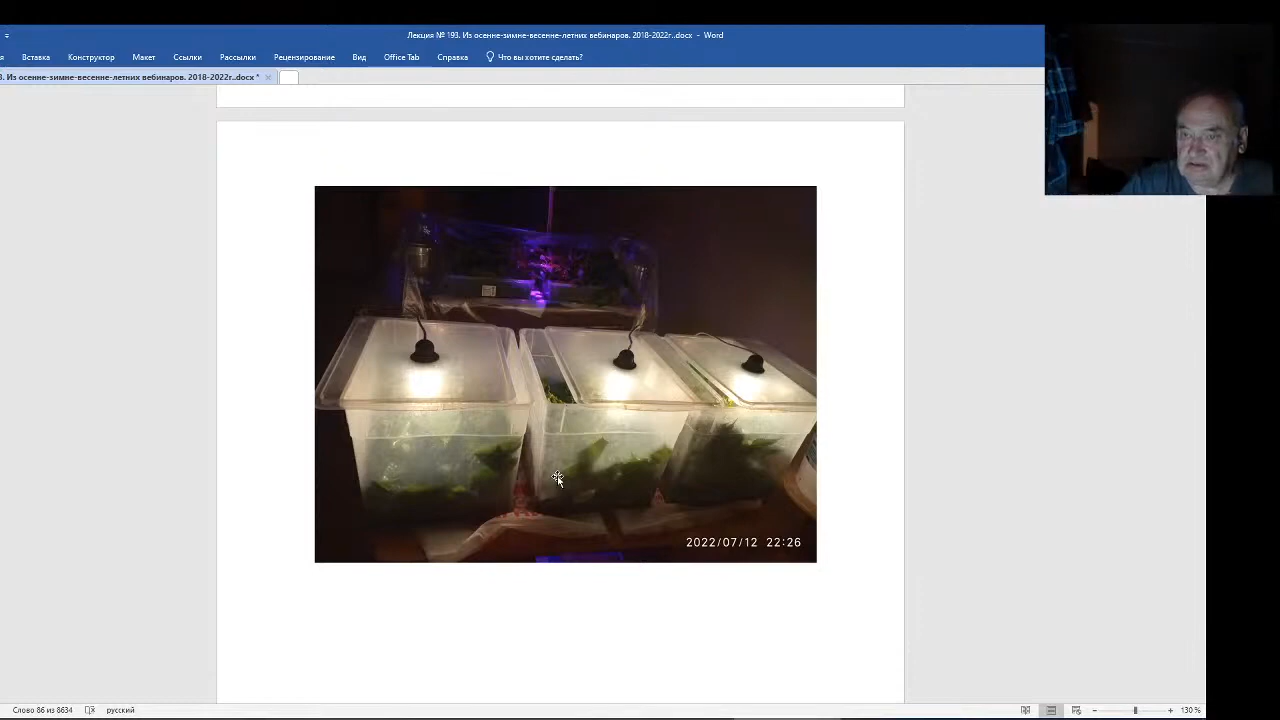 Лекция № 193. Из осенне-зимне-весенне-летних вебинаров. 2018-2022г..docx - Word
Вставка Конструктор Макет Ссылки Рассылки Рецензирование Вид Office Tab Справка Что вы хотите сделать?
3. Из осенне-зимне-весенне-летних вебинаров. 2018-2022г..docx *
2022/07/12 22:26
Слово 86 из 8634 русский 130 %